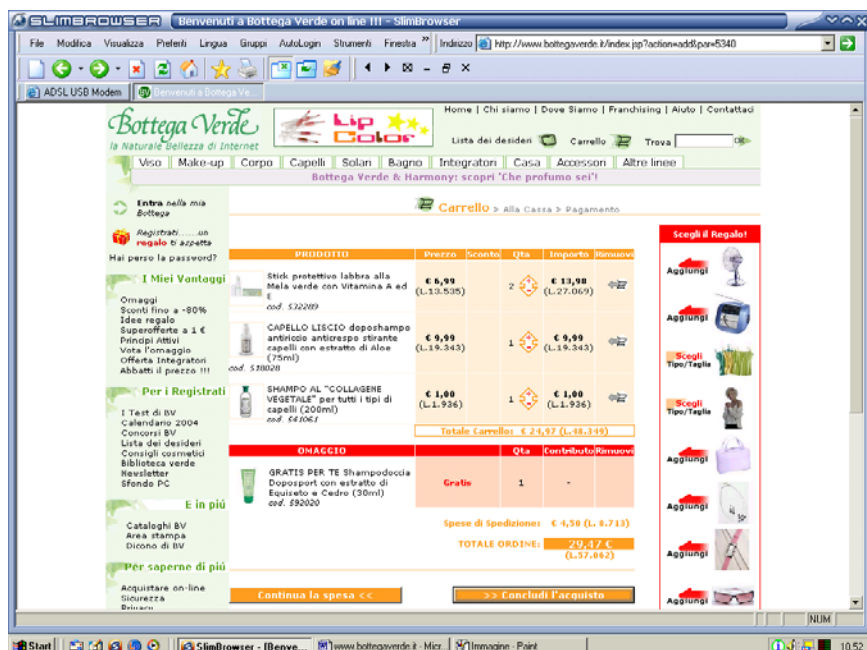 SLIMBROWSER [Benvenuti a Bottega Verde on line !!! - SlimBrowser
File Modifica Visualizza Preferiti Lingua Gruppi AutoLogin Strumenti Finestra » Indirizzo http://www.bottegaverde.it/index.jsp?action=add&par=5340
ADSL USB Modem Benvenuti a Bottega Ve...
Bottega Verde
la Naturale Bellezza di Internet
Lip Color
Home | Chi siamo | Dove Siamo | Franchising | Aiuto | Contattaci
Lista dei desideri Carrello Trova
Viso Make-up Corpo Capelli Solari Bagno Integratori Casa Accessori Altre linee
Bottega Verde & Harmony: scopri 'Che profumo sei'!
Entra nella mia
Bottega
Registrati......un
regalo ti aspetta
Hai perso la password?
I Miei Vantaggi
Omaggi
Sconti fino a -80%
Idee regalo
Superofferte a 1 €
Principi Attivi
Vota l'omaggio
Offerta Integratori
Abbatti il prezzo !!!
Per i Registrati
I Test di BV
Calendario 2004
Concorsi BV
Lista dei desideri
Consigli cosmetici
Biblioteca verde
Newsletter
Sfondo PC
E in piú
Cataloghi BV
Area stampa
Dicono di BV
Per saperne di piú
Acquistare on-line
Sicurezza
Privacy
Carrello > Alla Cassa > Pagamento
PRODOTTO Prezzo Sconto Qta Importo Rimuovi
Stick protettivo labbra alla
Mela verde con Vitamina A ed
E
cod. 532289
€ 6,99
(L.13.535)
2
€ 13,98
(L.27.069)
CAPELLO LISCIO doposhampo
antiriccio anticrespo stirante
capelli con estratto di Aloe
(75ml)
cod. 518028
€ 9,99
(L.19.343)
1
€ 9,99
(L.19.343)
SHAMPO AL "COLLAGENE
VEGETALE" per tutti i tipi di
capelli (200ml)
cod. 541061
€ 1,00
(L.1.936)
1
€ 1,00
(L.1.936)
Totale Carrello: € 24,97 (L.48.349)
OMAGGIO Qta Contributo Rimuovi
GRATIS PER TE Shampodoccia
Doposport con estratto di
Equiseto e Cedro (30ml)
cod. 592020
Gratis 1 -
Spese di Spedizione: € 4,50 (L. 8.713)
TOTALE ORDINE: 29,47 €
(L.57.062)
Continua la spesa <<
>> Concludi l'acquisto
Scegli il Regalo!
Aggiungi
Aggiungi
Scegli
Tipo/Taglia
Scegli
Tipo/Taglia
Aggiungi
Aggiungi
Aggiungi
Aggiungi
NUM
Start SlimBrowser - [Benve... www.bottegaverde.it - Micr... Immagine - Paint 10.52